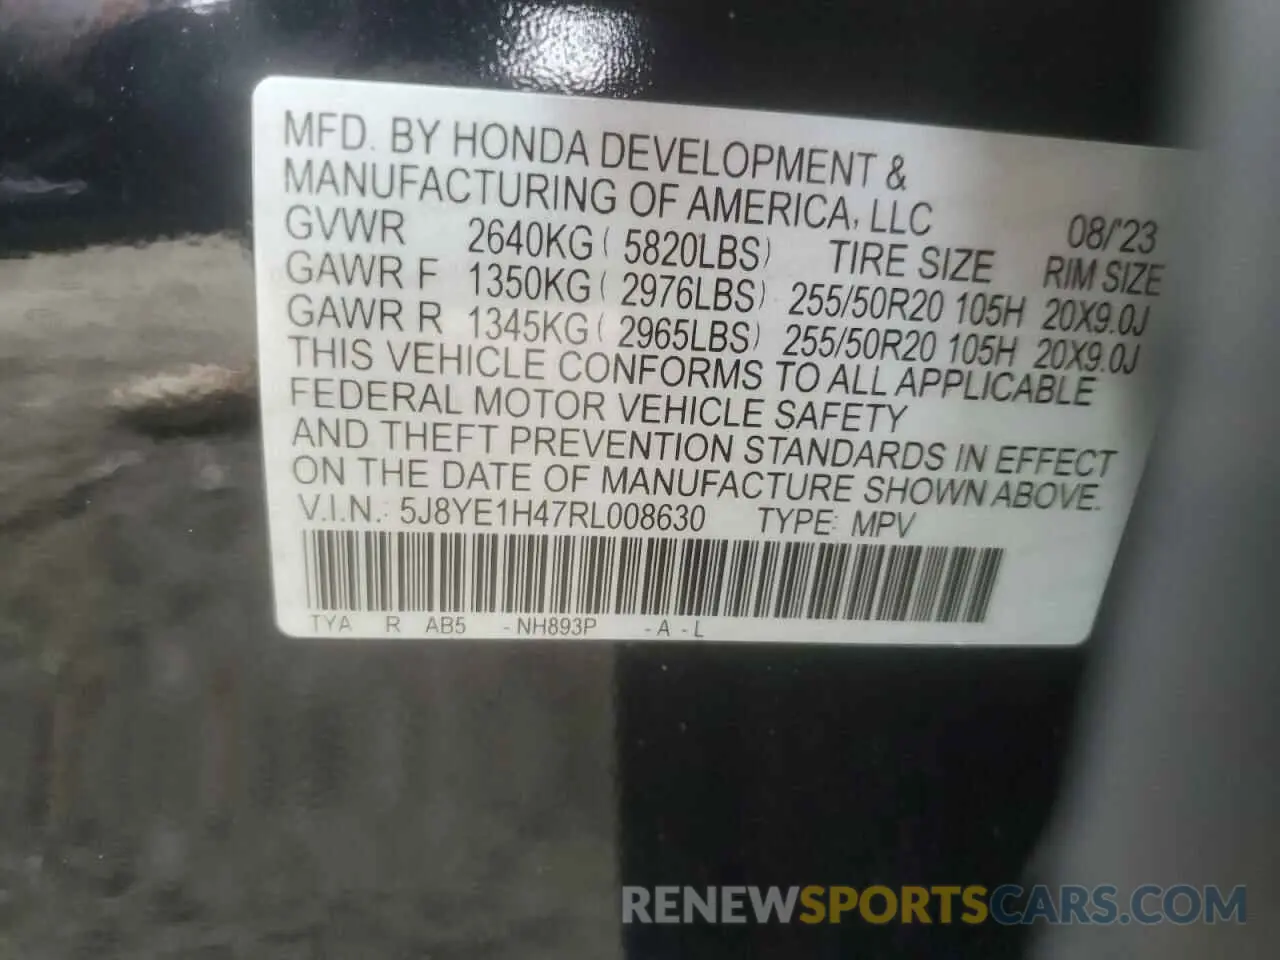 MFD. BY HONDA DEVELOPMENT &
MANUFACTURING OF AMERICA, LLC 08/'23
GVWR 2640KG ( 5820LBS) TIRE SIZE RIM SIZE
GAWR F 1350KG ( 2976LBS) 255/50R20 105H 20X9.0J
GAWR R 1345KG ( 2965LBS) 255/50R20 105H 20X9.0J
THIS VEHICLE CONFORMS TO ALL APPLICABLE
FEDERAL MOTOR VEHICLE SAFETY
AND THEFT PREVENTION STANDARDS IN EFFECT
ON THE DATE OF MANUFACTURE SHOWN ABOVE.
V.I.N.: 5J8YE1H47RL008630 TYPE: MPV
TYA R AB5 - NH893P - A - L
RENEWSPORTSCARS.COM